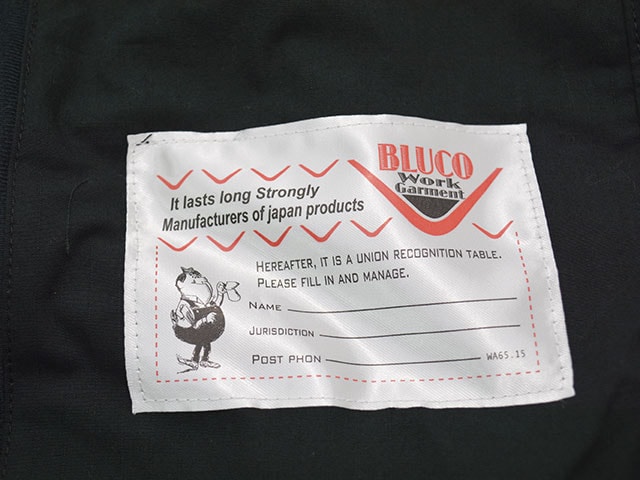 BLUCO
Work
Garment
It lasts long Strongly
Manufacturers of japan products
HEREAFTER, IT IS A UNION RECOGNITION TABLE.
PLEASE FILL IN AND MANAGE.
NAME
JURISDICTION
POST PHON
WA65.15